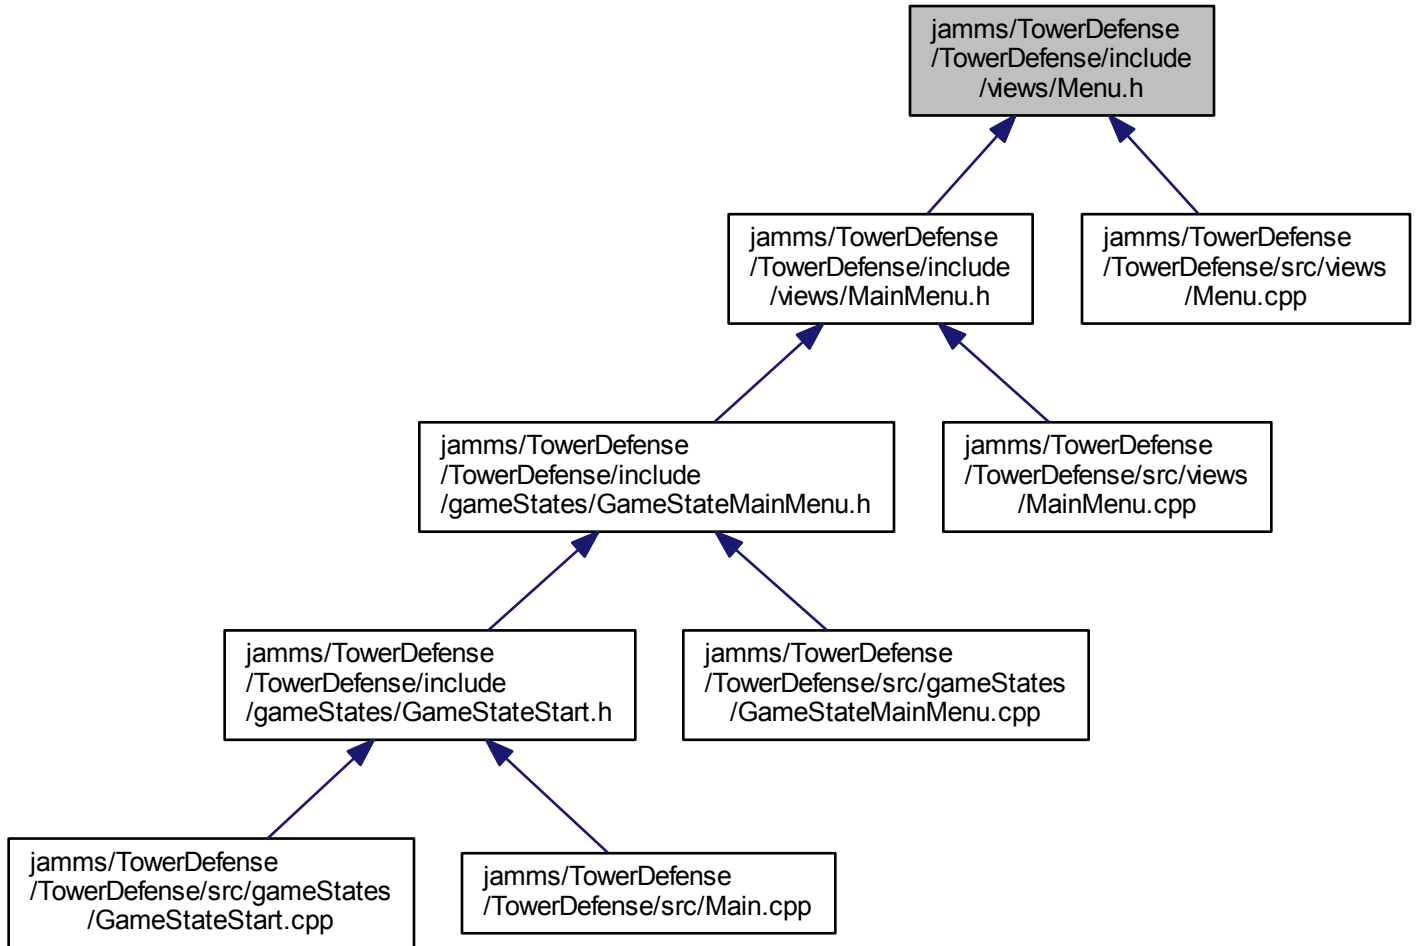 jamms/TowerDefense
/TowerDefense/include
/views/Menu.h
jamms/TowerDefense
/TowerDefense/include
/views/MainMenu.h
jamms/TowerDefense
/TowerDefense/src/views
/Menu.cpp
jamms/TowerDefense
/TowerDefense/include
/gameStates/GameStateMainMenu.h
jamms/TowerDefense
/TowerDefense/src/views
/MainMenu.cpp
jamms/TowerDefense
/TowerDefense/include
/gameStates/GameStateStart.h
jamms/TowerDefense
/TowerDefense/src/gameStates
/GameStateMainMenu.cpp
jamms/TowerDefense
/TowerDefense/src/gameStates
/GameStateStart.cpp
jamms/TowerDefense
/TowerDefense/src/Main.cpp